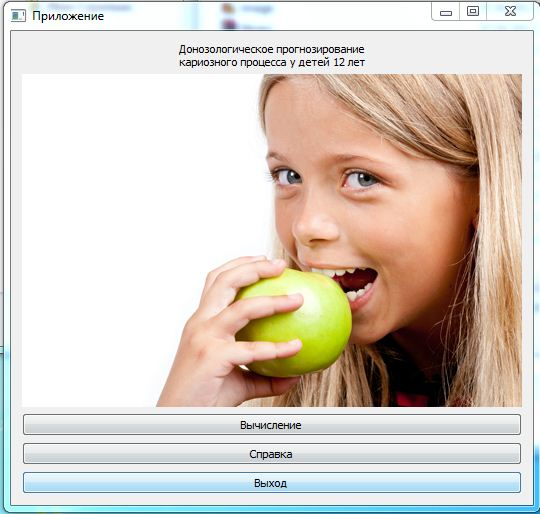 Приложение
Донозологическое прогнозирование
кариозного процесса у детей 12 лет
Вычисление
Справка
Выход